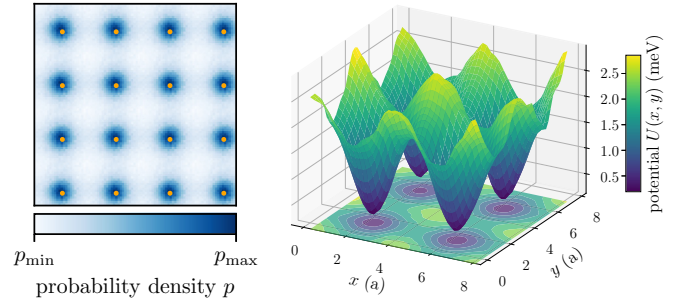 p_min p_max
probability density p
0 2 4 6 8
x (a)
0 2 4 6 8
y (a)
0.5 1.0 1.5 2.0 2.5
potential U(x, y) (meV)